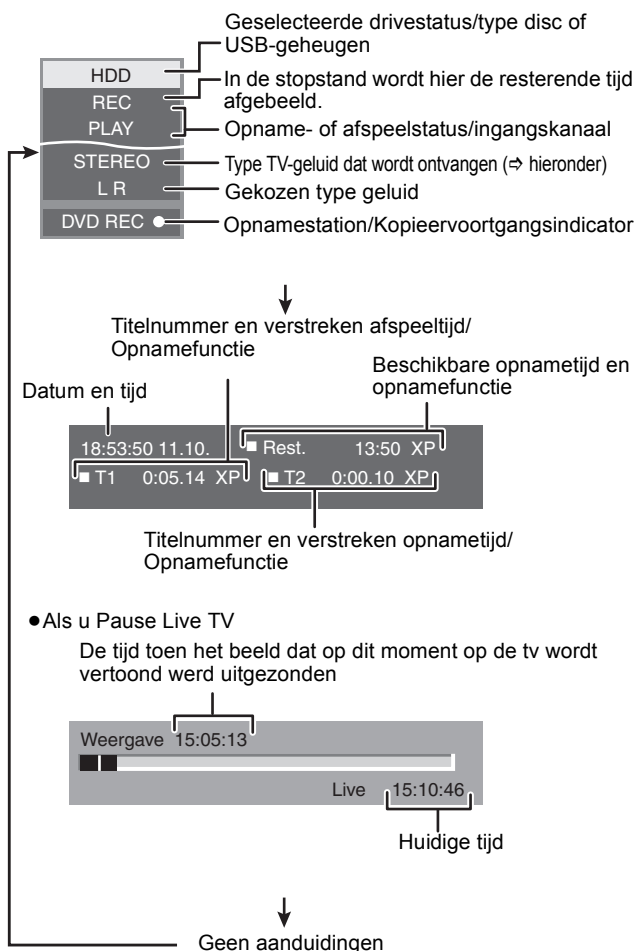 Geselecteerde drivestatus/type disc of
USB-geheugen
HDD
In de stopstand wordt hier de resterende tijd
afgebeeld.
REC
PLAY
Opname- of afspeelstatus/ingangskanaal
STEREO
Type TV-geluid dat wordt ontvangen (⇨ hieronder)
L R
Gekozen type geluid
DVD REC
Opnamestation/Kopieervoortgangsindicator
Titelnummer en verstreken afspeeltijd/
Opnamefunctie
Beschikbare opnametijd en
opnamefunctie
Datum en tijd
18:53:50 11.10. ■ Rest. 13:50 XP
■ T1 0:05.14 XP ■ T2 0:00.10 XP
Titelnummer en verstreken opnametijd/
Opnamefunctie
●Als u Pause Live TV
De tijd toen het beeld dat op dit moment op de tv wordt
vertoond werd uitgezonden
Weergave 15:05:13
Live 15:10:46
Huidige tijd
Geen aanduidingen